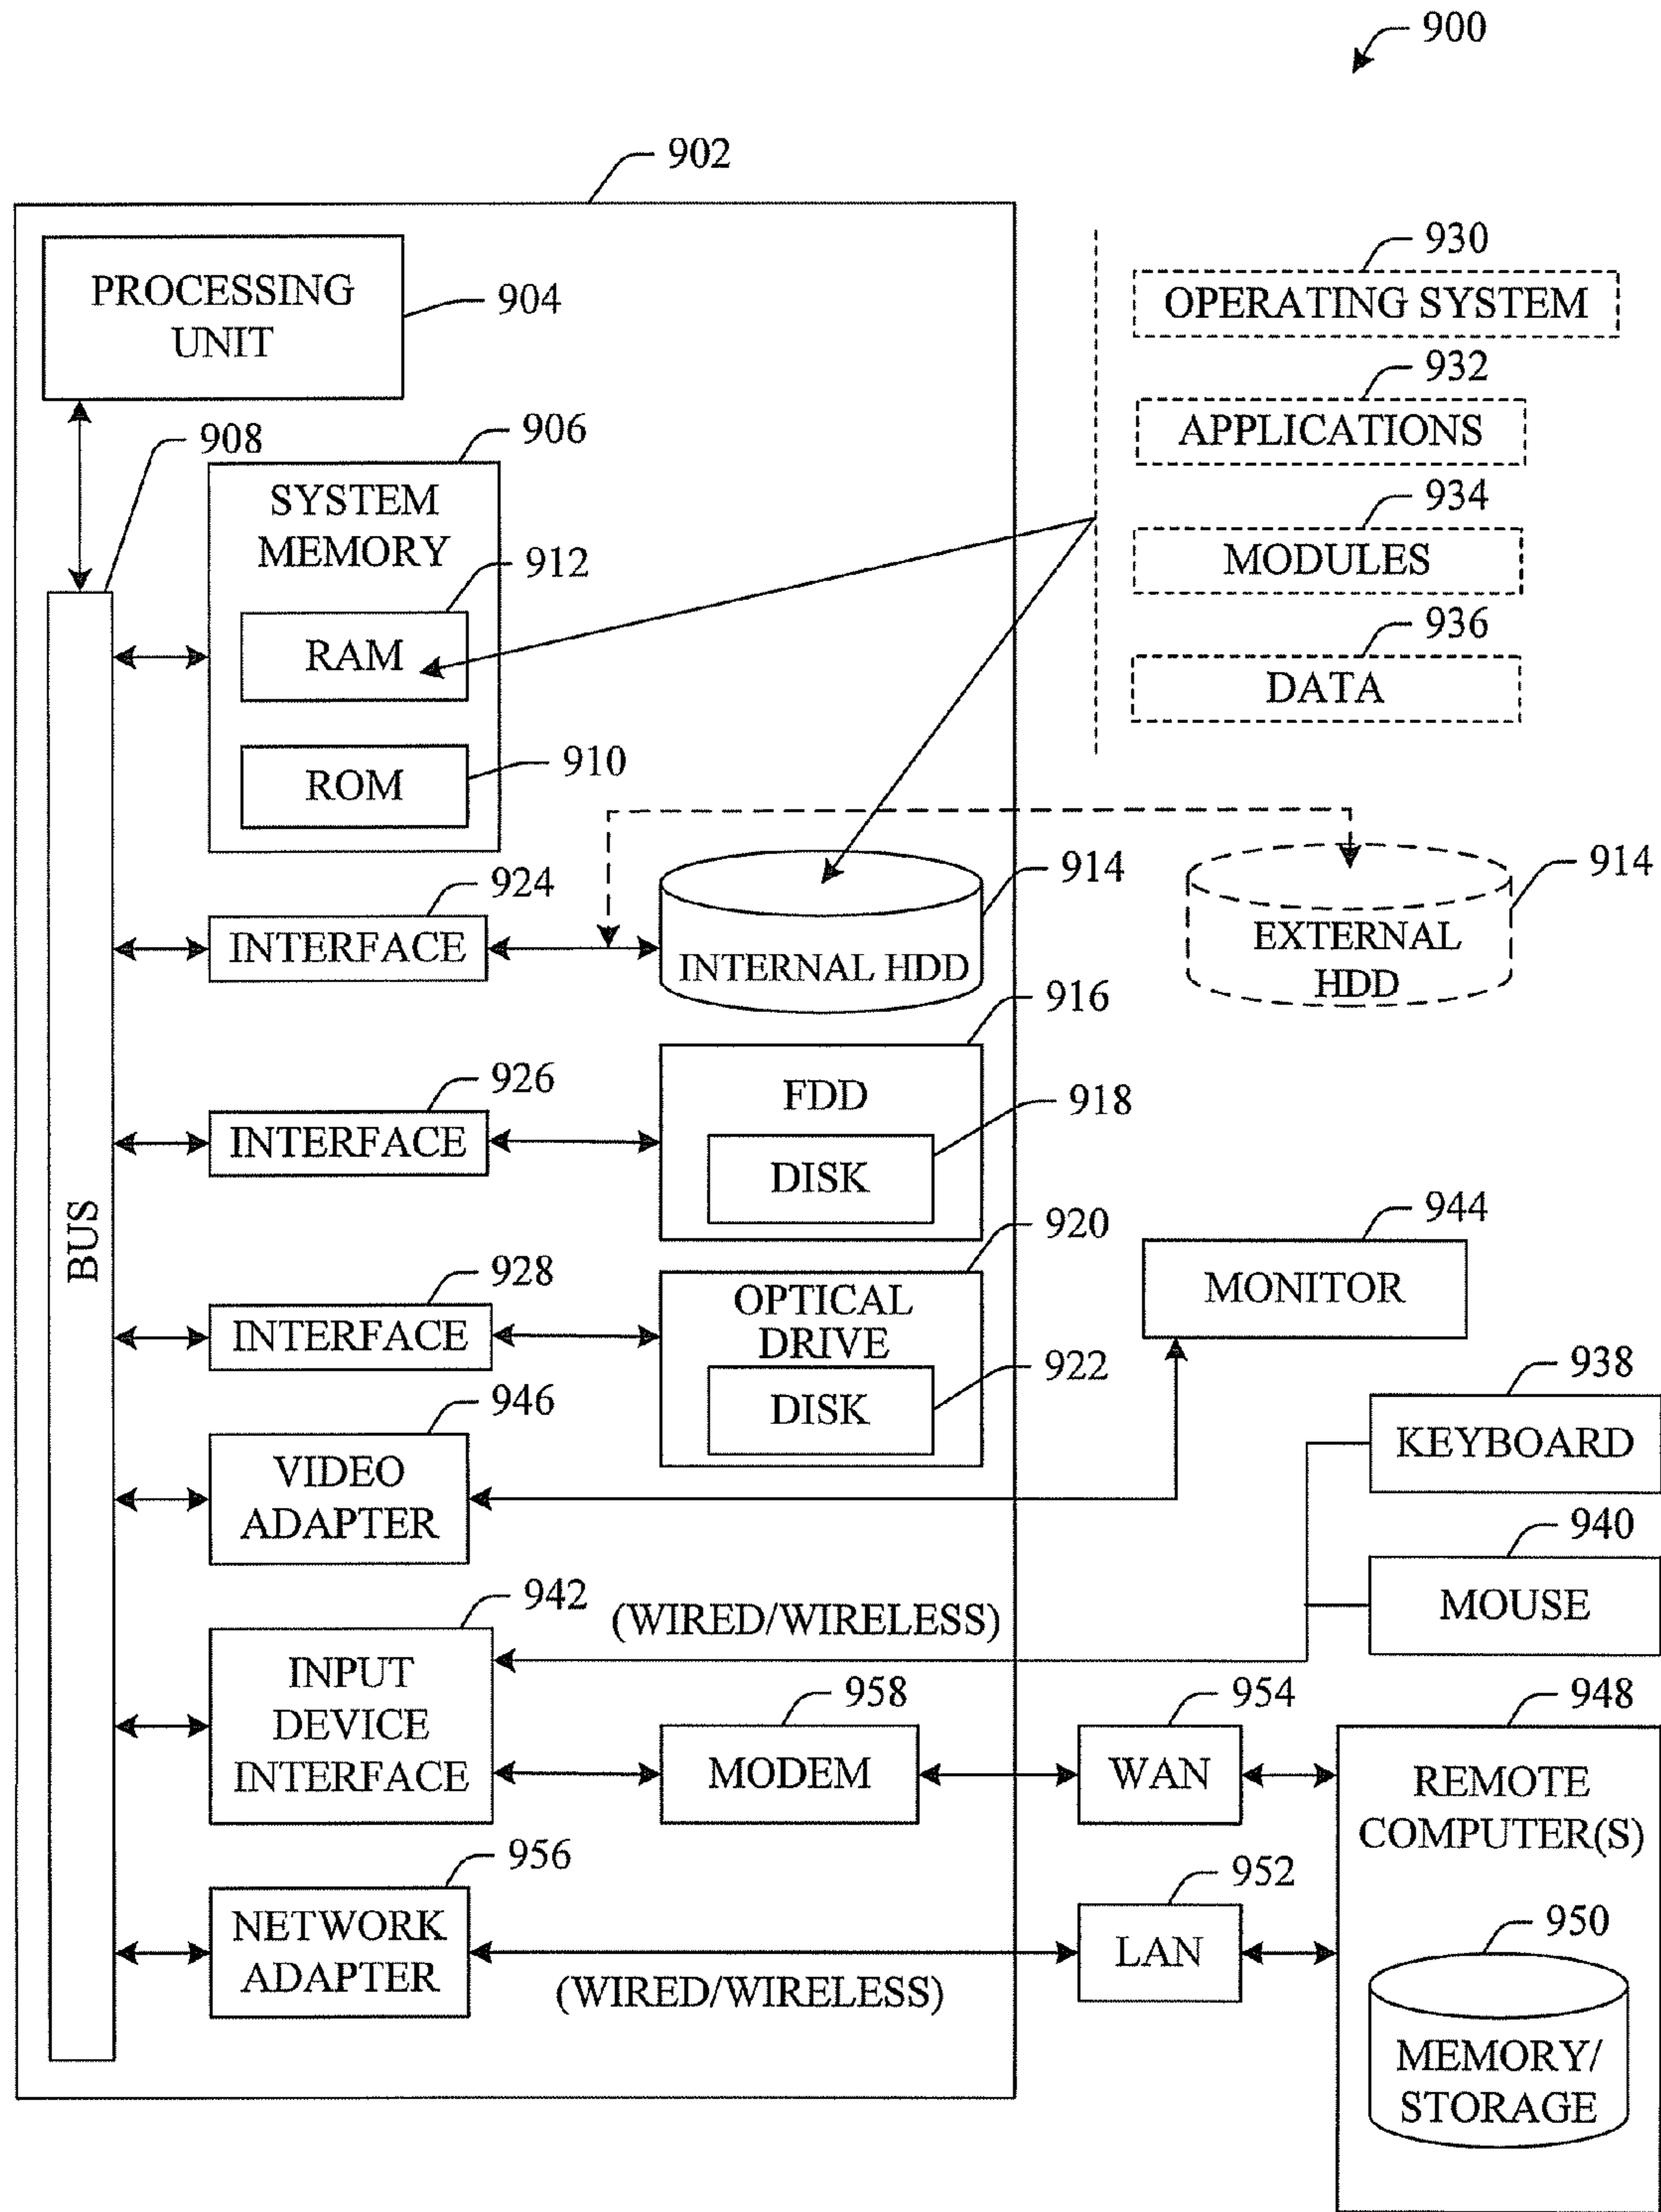 900
902
PROCESSING
UNIT
904
930
OPERATING SYSTEM
932
APPLICATIONS
934
MODULES
936
DATA
908
906
SYSTEM
MEMORY
912
RAM
910
ROM
924
INTERFACE
914
INTERNAL HDD
914
EXTERNAL
HDD
916
FDD
918
DISK
926
INTERFACE
BUS
920
OPTICAL
DRIVE
922
DISK
928
INTERFACE
944
MONITOR
938
KEYBOARD
946
VIDEO
ADAPTER
940
MOUSE
942
(WIRED/WIRELESS)
INPUT
DEVICE
INTERFACE
958
MODEM
954
WAN
948
REMOTE
COMPUTER(S)
956
NETWORK
ADAPTER
(WIRED/WIRELESS)
952
LAN
950
MEMORY/
STORAGE